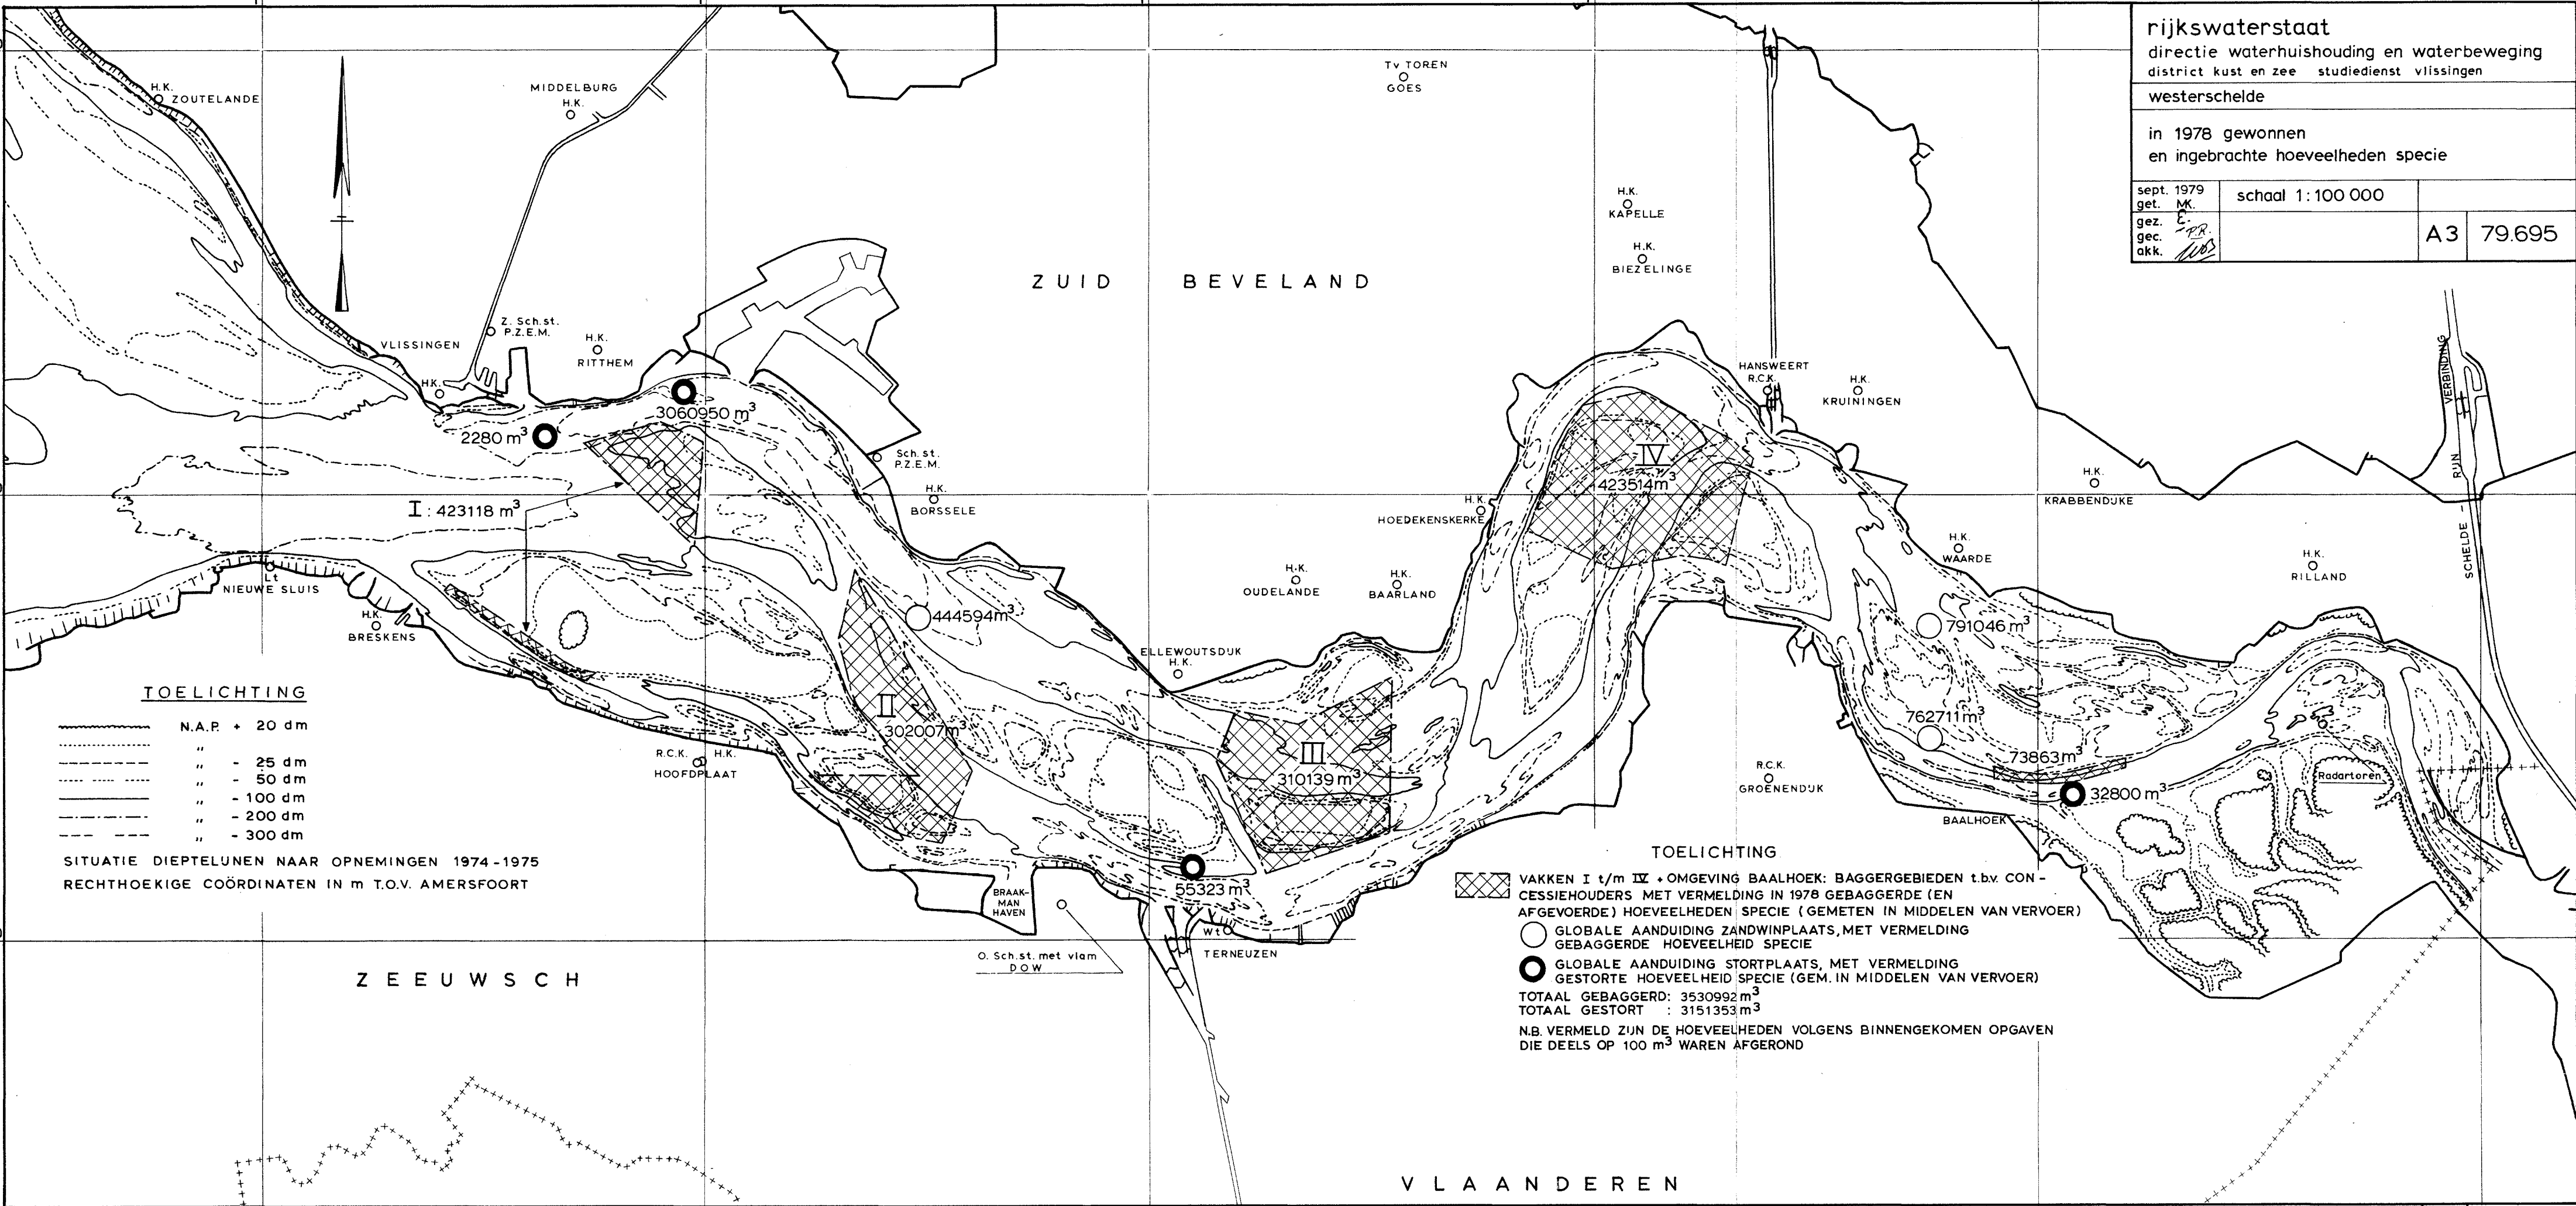 rijkswaterstaat
directie waterhuishouding en waterbeweging
district kust en zee studiedienst vlissingen
westerschelde
in 1978 gewonnen
en ingebrachte hoeveelheden specie
sept. 1979
get. MK.
schaal 1:100 000
gez.
gec.
akk.
A3
79.695
H.K.
ZOUTELANDE
MIDDELBURG
H.K.
TV TOREN
GOES
H.K.
KAPELLE
H.K.
BIEZELINGE
ZUID BEVELAND
Z. Sch.st.
P.Z.E.M.
VLISSINGEN
H.K.
H.K.
RITTHEM
3060950 m³
2280 m³
Sch. st.
P.Z.E.M.
H.K.
BORSSELE
I : 423118 m³
HANSWEERT
R.C.K.
H.K.
KRUININGEN
IV
423514 m³
H.K.
HOEDEKENSKERKE
H.K.
KRABBENDIJKE
SCHELDE - RIJN VERBINDING
H.K.
WAARDE
H.K.
RILLAND
Lt
NIEUWE SLUIS
H.K.
BRESKENS
H.K.
OUDELANDE
H.K.
BAARLAND
444594 m³
791046 m³
ELLEWOUTSDIJK
H.K.
II
302007 m³
R.C.K. H.K.
HOOFDPLAAT
III
310139 m³
762711 m³
73863 m³
32800 m³
Radartoren
R.C.K.
GROENENDIJK
BAALHOEK
55323 m³
BRAAK-
MAN
HAVEN
Wt
TERNEUZEN
O. Sch.st. met vlam
DOW
TOELICHTING
N.A.P. + 20 dm
"
" - 25 dm
" - 50 dm
" - 100 dm
" - 200 dm
" - 300 dm
SITUATIE DIEPTELIJNEN NAAR OPNEMINGEN 1974-1975
RECHTHOEKIGE COÖRDINATEN IN m T.O.V. AMERSFOORT
TOELICHTING
VAKKEN I t/m IV + OMGEVING BAALHOEK: BAGGERGEBIEDEN t.b.v. CON-
CESSIEHOUDERS MET VERMELDING IN 1978 GEBAGGERDE (EN
AFGEVOERDE) HOEVEELHEDEN SPECIE (GEMETEN IN MIDDELEN VAN VERVOER)
GLOBALE AANDUIDING ZANDWINPLAATS, MET VERMELDING
GEBAGGERDE HOEVEELHEID SPECIE
GLOBALE AANDUIDING STORTPLAATS, MET VERMELDING
GESTORTE HOEVEELHEID SPECIE (GEM. IN MIDDELEN VAN VERVOER)
TOTAAL GEBAGGERD: 3530992 m³
TOTAAL GESTORT : 3151353 m³
N.B. VERMELD ZIJN DE HOEVEELHEDEN VOLGENS BINNENGEKOMEN OPGAVEN
DIE DEELS OP 100 m³ WAREN AFGEROND
ZEEUWSCH
VLAANDEREN